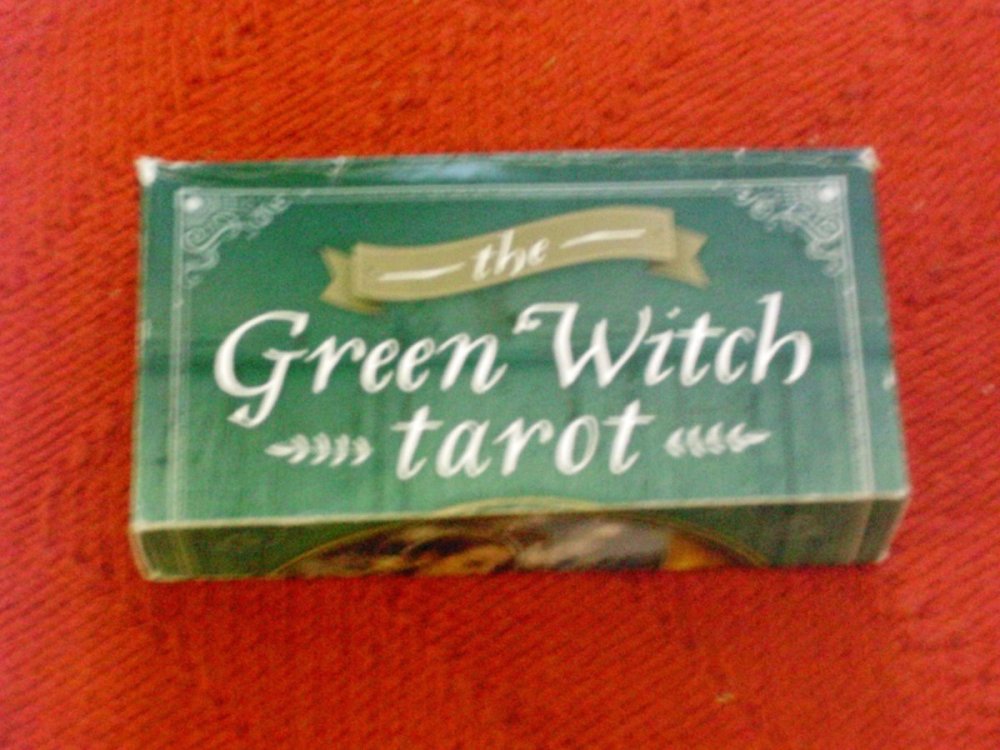 the
Green Witch
tarot